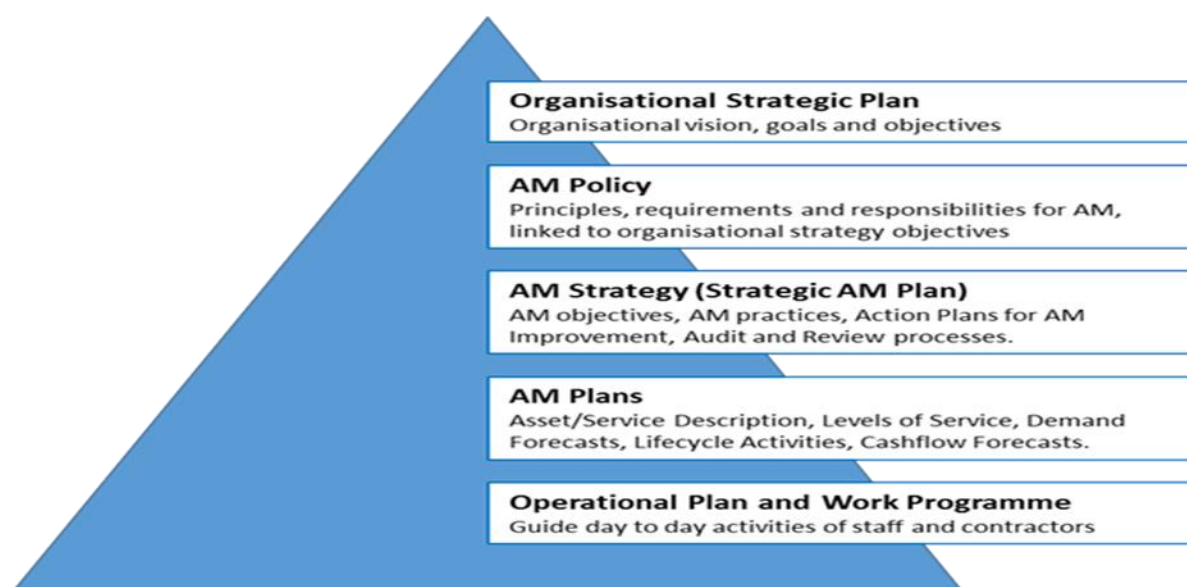 Organisational Strategic Plan
Organisational vision, goals and objectives
AM Policy
Principles, requirements and responsibilities for AM,
linked to organisational strategy objectives
AM Strategy (Strategic AM Plan)
AM objectives, AM practices, Action Plans for AM
Improvement, Audit and Review processes.
AM Plans
Asset/Service Description, Levels of Service, Demand
Forecasts, Lifecycle Activities, Cashflow Forecasts.
Operational Plan and Work Programme
Guide day to day activities of staff and contractors